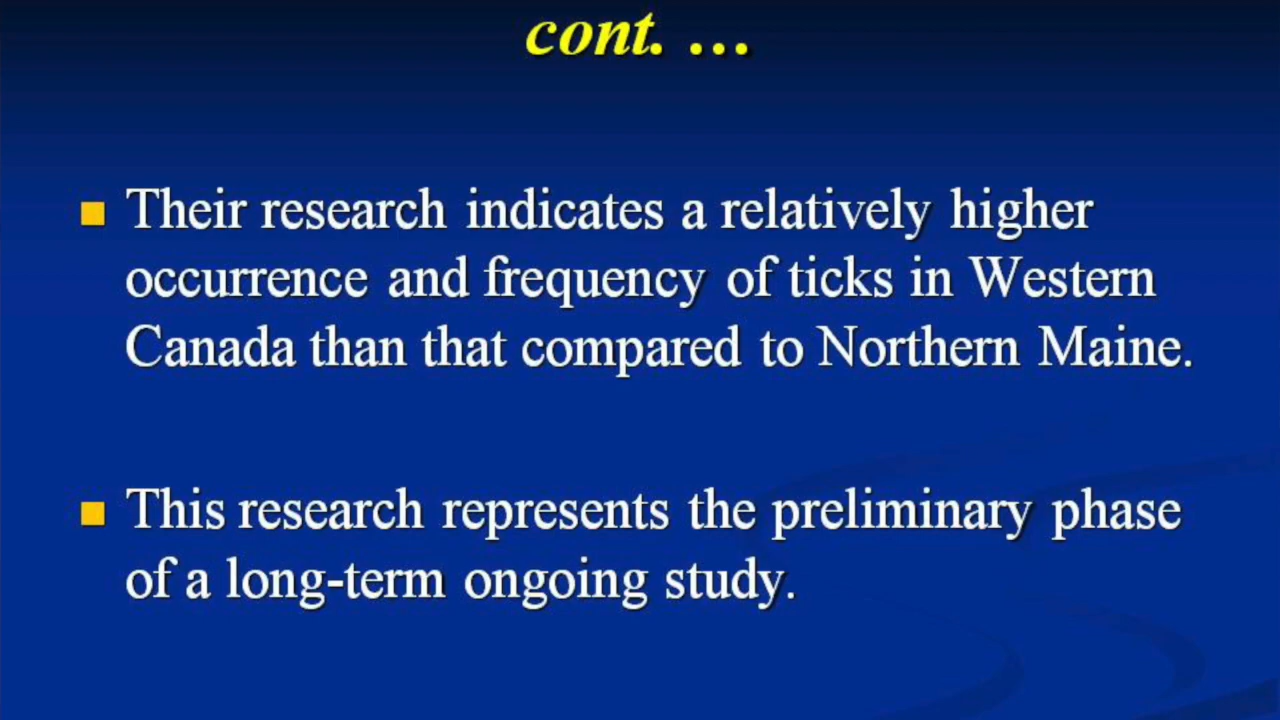 cont. …
Their research indicates a relatively higher
occurrence and frequency of ticks in Western
Canada than that compared to Northern Maine.
This research represents the preliminary phase
of a long-term ongoing study.